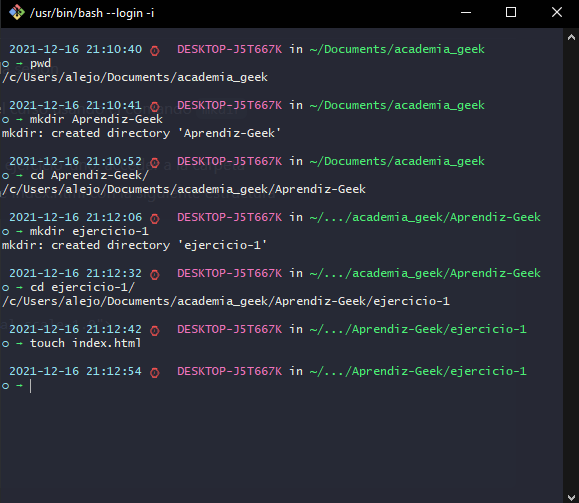 /usr/bin/bash --login -i
2021-12-16 21:10:40 DESKTOP-J5T667K in ~/Documents/academia_geek
o → pwd
/c/Users/alejo/Documents/academia_geek
2021-12-16 21:10:41 DESKTOP-J5T667K in ~/Documents/academia_geek
o → mkdir Aprendiz-Geek
mkdir: created directory 'Aprendiz-Geek'
2021-12-16 21:10:52 DESKTOP-J5T667K in ~/Documents/academia_geek
o → cd Aprendiz-Geek/
/c/Users/alejo/Documents/academia_geek/Aprendiz-Geek
2021-12-16 21:12:06 DESKTOP-J5T667K in ~/.../academia_geek/Aprendiz-Geek
o → mkdir ejercicio-1
mkdir: created directory 'ejercicio-1'
2021-12-16 21:12:32 DESKTOP-J5T667K in ~/.../academia_geek/Aprendiz-Geek
o → cd ejercicio-1/
/c/Users/alejo/Documents/academia_geek/Aprendiz-Geek/ejercicio-1
2021-12-16 21:12:42 DESKTOP-J5T667K in ~/.../Aprendiz-Geek/ejercicio-1
o → touch index.html
2021-12-16 21:12:54 DESKTOP-J5T667K in ~/.../Aprendiz-Geek/ejercicio-1
o →